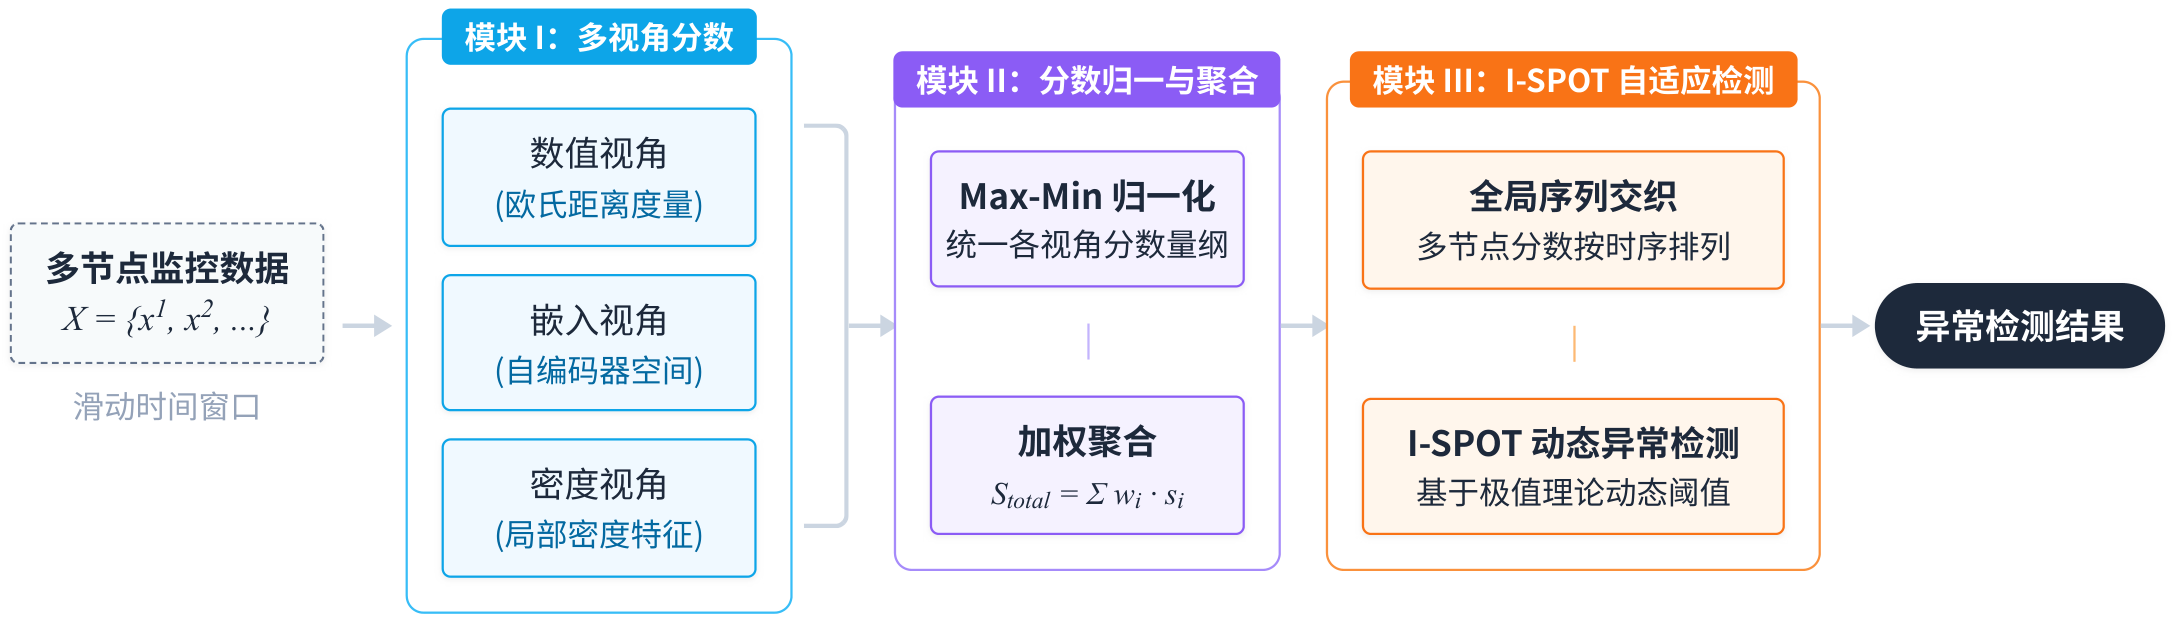 多节点监控数据
X = {x¹, x², ...}
滑动时间窗口
模块 I：多视角分数
数值视角
(欧氏距离度量)
嵌入视角
(自编码器空间)
密度视角
(局部密度特征)
模块 II：分数归一与聚合
Max-Min 归一化
统一各视角分数量纲
加权聚合
S_total = Σ w_i · s_i
模块 III：I-SPOT 自适应检测
全局序列交织
多节点分数按时序排列
I-SPOT 动态异常检测
基于极值理论动态阈值
异常检测结果